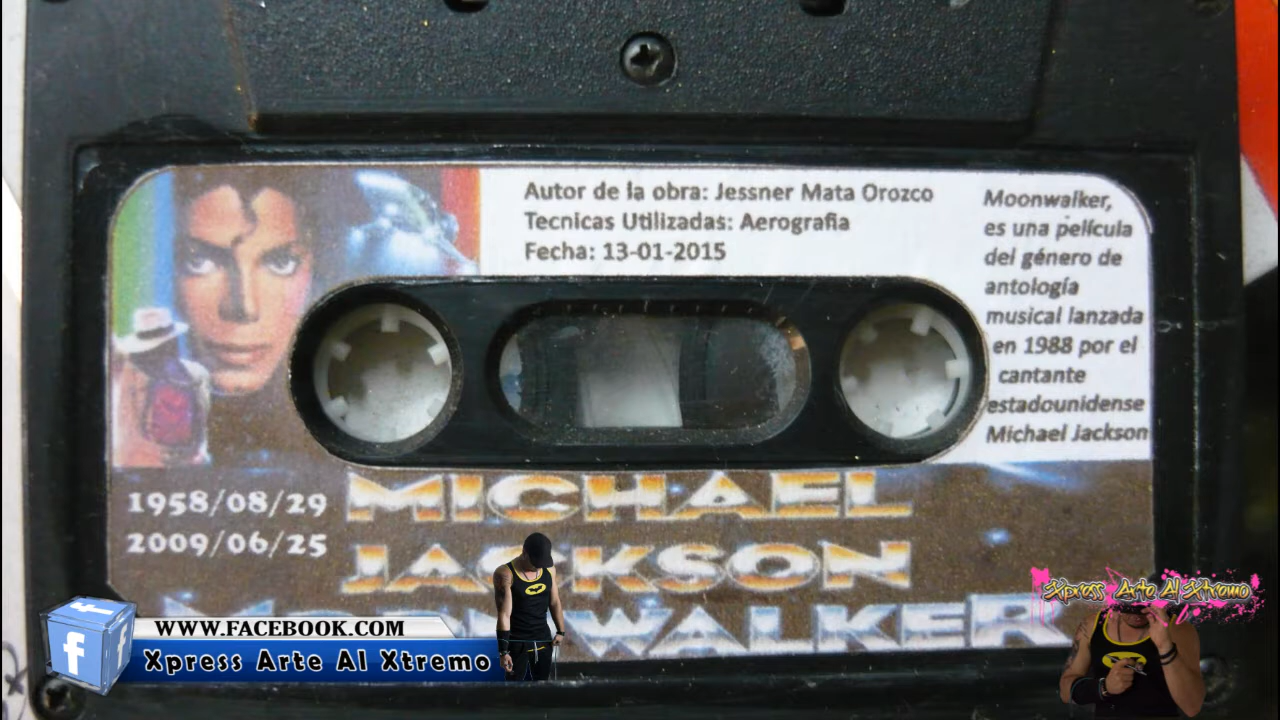 Autor de la obra: Jessner Mata Orozco
Tecnicas Utilizadas: Aerografia
Fecha: 13-01-2015
Moonwalker,
es una película
del género de
antología
musical lanzada
en 1988 por el
cantante
estadounidense
Michael Jackson
1958/08/29
2009/06/25
MICHAEL
JACKSON
MOONWALKER
WWW.FACEBOOK.COM
Xpress Arte Al Xtremo
Xpress Arte Al Xtremo